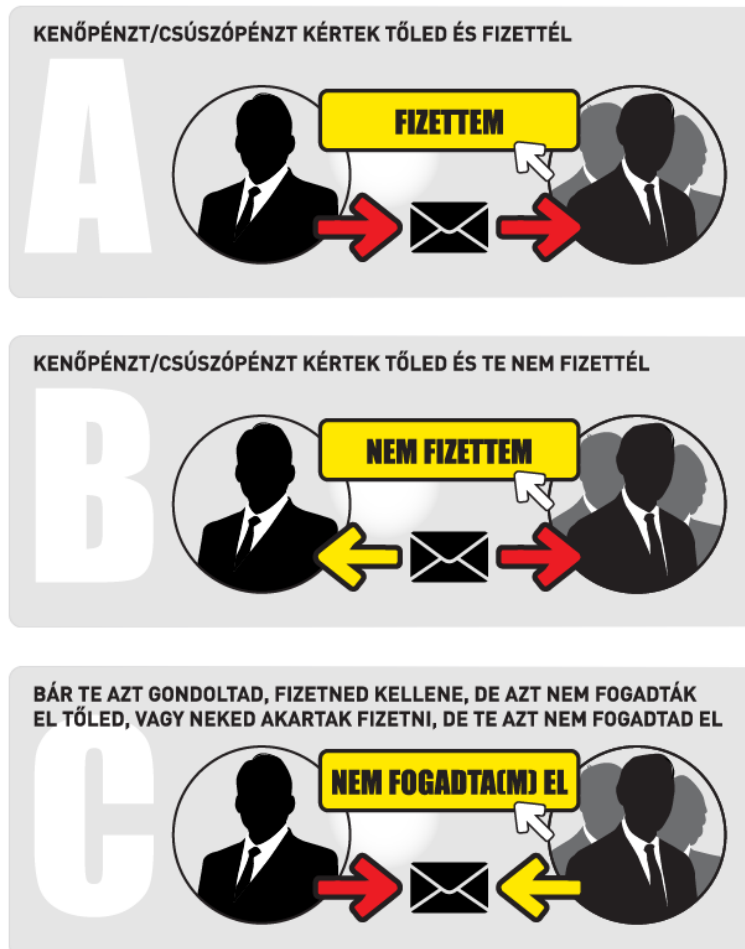 KENŐPÉNZT/CSÚSZÓPÉNZT KÉRTEK TŐLED ÉS FIZETTÉL
A
FIZETTEM
KENŐPÉNZT/CSÚSZÓPÉNZT KÉRTEK TŐLED ÉS TE NEM FIZETTÉL
B
NEM FIZETTEM
BÁR TE AZT GONDOLTAD, FIZETNED KELLENE, DE AZT NEM FOGADTÁK
EL TŐLED, VAGY NEKED AKARTAK FIZETNI, DE TE AZT NEM FOGADTAD EL
C
NEM FOGADTA(M) EL